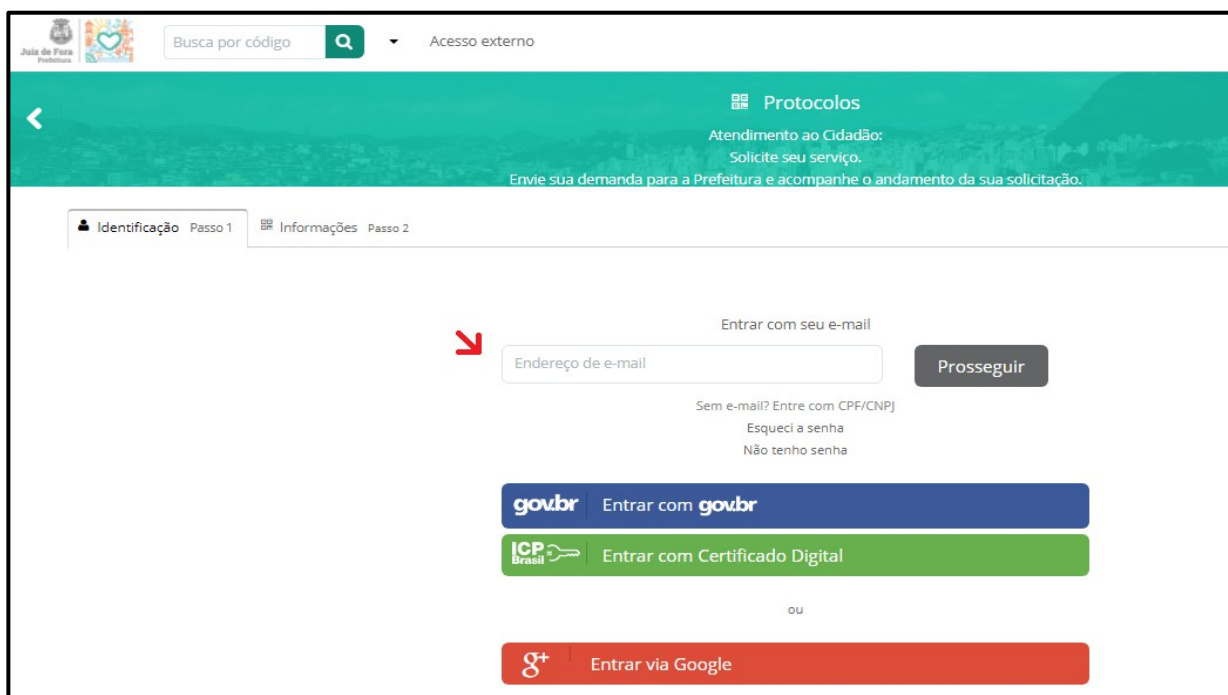 Juiz de Fora
Prefeitura
Busca por código
Acesso externo
Protocolos
Atendimento ao Cidadão:
Solicite seu serviço.
Envie sua demanda para a Prefeitura e acompanhe o andamento da sua solicitação.
Identificação Passo 1
Informações Passo 2
Entrar com seu e-mail
Endereço de e-mail
Prosseguir
Sem e-mail? Entre com CPF/CNPJ
Esqueci a senha
Não tenho senha
gov.br Entrar com gov.br
ICP Brasil Entrar com Certificado Digital
ou
g+ Entrar via Google